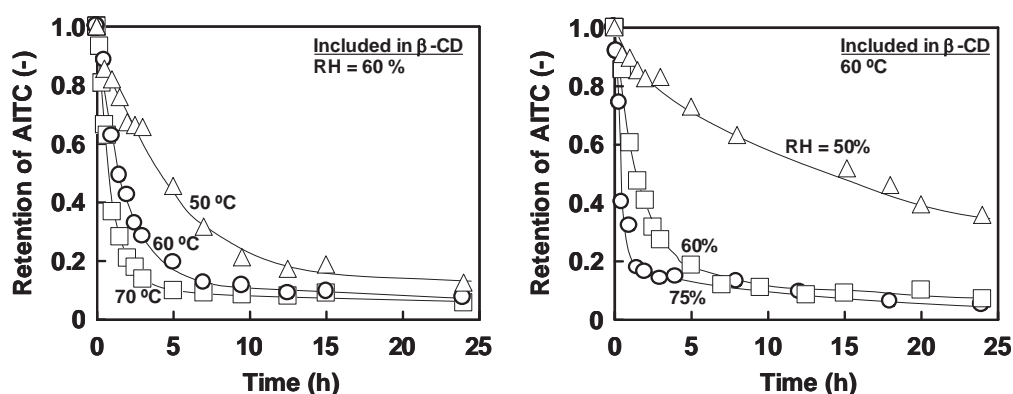 Retention of AITC (-)
1.0
0.8
0.6
0.4
0.2
0
Included in β-CD
RH = 60 %
50 ºC
60 ºC
70 ºC
0 5 10 15 20 25
Time (h)
Retention of AITC (-)
1.0
0.8
0.6
0.4
0.2
0
Included in β-CD
60 ºC
RH = 50%
60%
75%
0 5 10 15 20 25
Time (h)